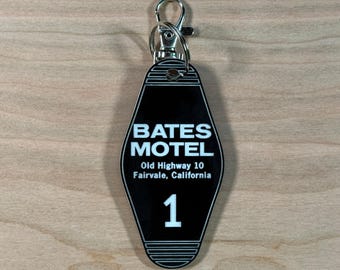 BATES
MOTEL
Old Highway 10
Fairvale, California
1